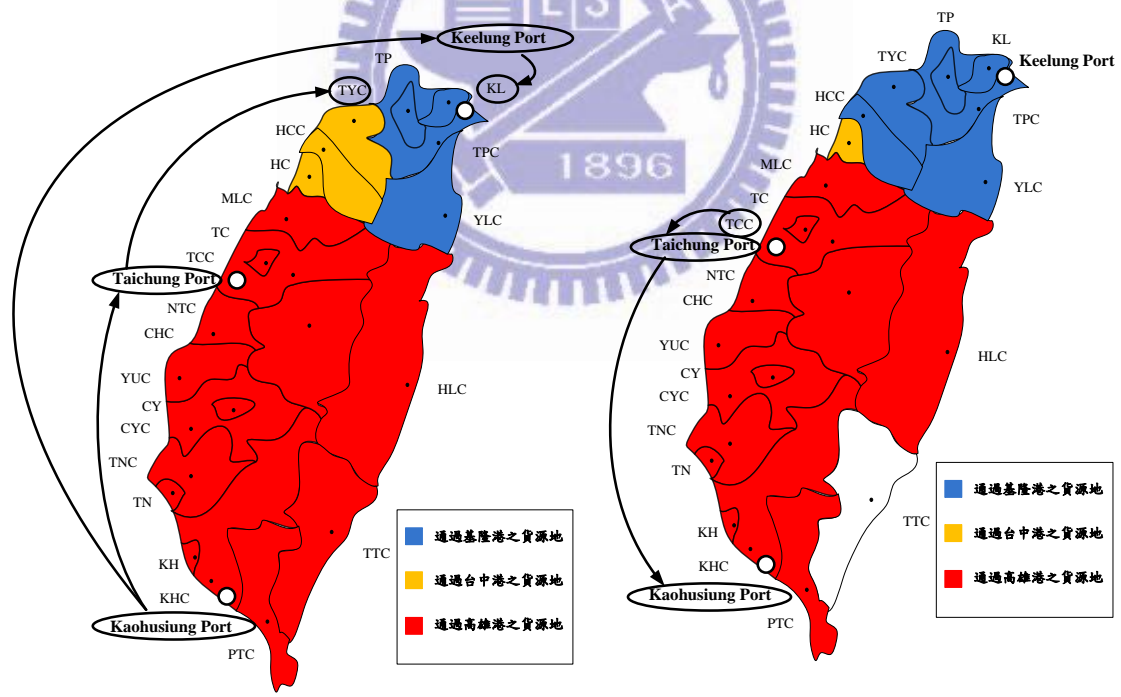 ES
1896
Keelung Port
TP
KL
TYC
HCC
TPC
HC
MLC
YLC
TC
TCC
Taichung Port
NTC
CHC
YUC
HLC
CY
CYC
TNC
TN
TTC
KH
KHC
Kaohusiung Port
PTC
通過基隆港之貨源地
通過台中港之貨源地
通過高雄港之貨源地
TP
KL
TYC
Keelung Port
HCC
TPC
HC
MLC
YLC
TC
TCC
Taichung Port
NTC
CHC
YUC
HLC
CY
CYC
TNC
TN
TTC
KH
KHC
Kaohusiung Port
PTC
通過基隆港之貨源地
通過台中港之貨源地
通過高雄港之貨源地